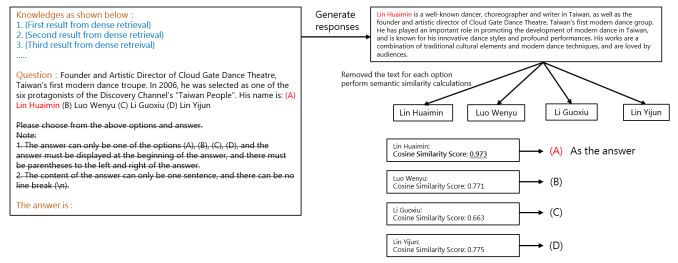 Knowledges as shown below :
1. (First result from dense retrieval)
2. (Second result from dense retrieval)
3. (Third result from dense retreival)
.....
Question : Founder and Artistic Director of Cloud Gate Dance Theatre,
Taiwan's first modern dance troupe. In 2006, he was selected as one of the
six protagonists of the Discovery Channel's "Taiwan People". His name is: (A)
Lin Huaimin (B) Luo Wenyu (C) Li Guoxiu (D) Lin Yijun
Please choose from the above options and answer.
Note:
1. The answer can only be one of the options (A), (B), (C), (D), and the
answer must be displayed at the beginning of the answer, and there must
be parentheses to the left and right of the answer.
2. The content of the answer can only be one sentence, and there can be no
line break (\n).
The answer is :
Generate
responses
Lin Huaimin is a well-known dancer, choreographer and writer in Taiwan, as well as the
founder and artistic director of Cloud Gate Dance Theatre, Taiwan's first modern dance group.
He has played an important role in promoting the development of modern dance in Taiwan,
and is known for his innovative dance styles and profound performances. His works are a
combination of traditional cultural elements and modern dance techniques, and are loved by
audiences.
Removed the text for each option
perform semantic similarity calculations
Lin Huaimin
Luo Wenyu
Li Guoxiu
Lin Yijun
Lin Huaimin:
Cosine Similarity Score: 0.973
(A) As the answer
Luo Wenyu:
Cosine Similarity Score: 0.771
(B)
Li Guoxiu:
Cosine Similarity Score: 0.663
(C)
Lin Yijun:
Cosine Similarity Score: 0.775
(D)